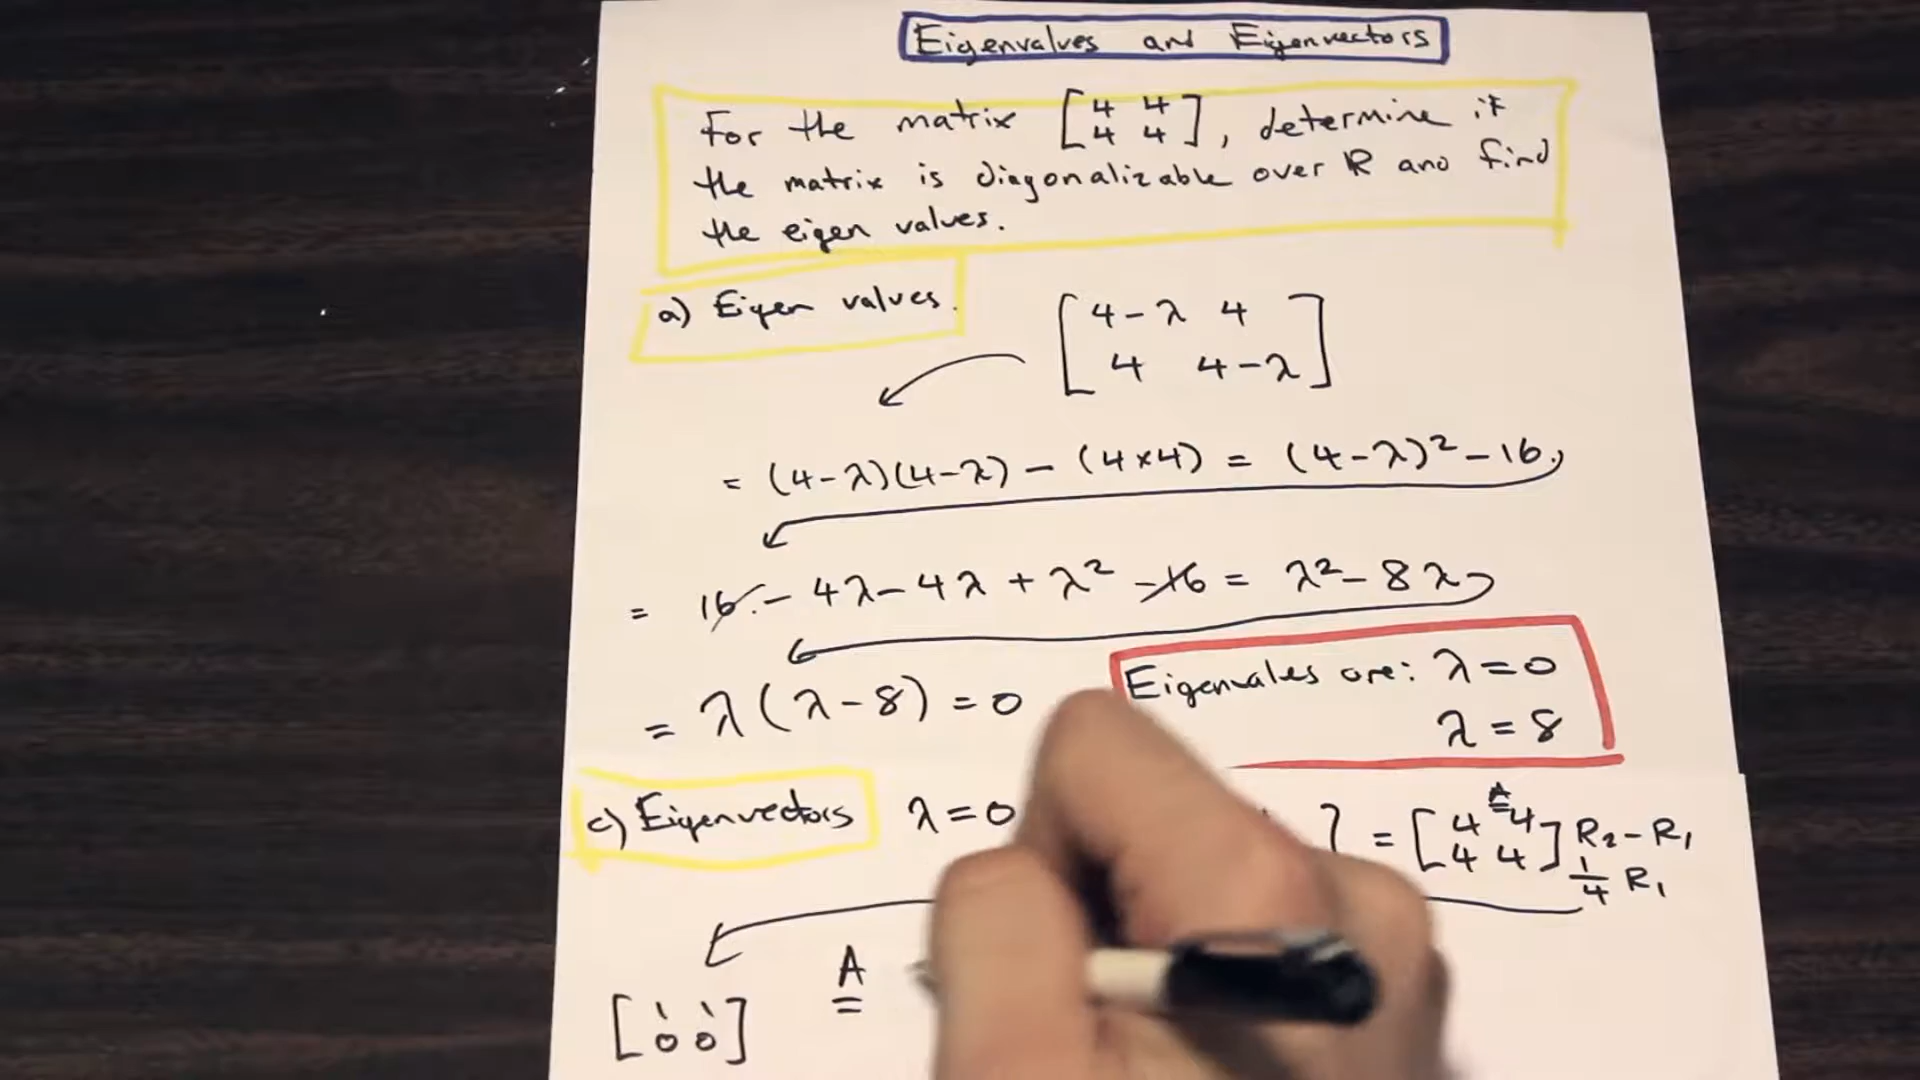 Eigenvalves and Eigenvectors
For the matrix [4 4; 4 4], determine if
the matrix is diagonalizable over R and find
the eigen values.
a) Eigen values.
[4-λ 4
4 4-λ]
= (4-λ)(4-λ) - (4×4) = (4-λ)² - 16
= 16 - 4λ - 4λ + λ² - 16 = λ² - 8λ
= λ(λ-8) = 0
Eigenvales are: λ=0
λ = 8
c) Eigenvectors λ=0 = [4 4; 4 4] R₂-R₁
1/4 R₁
[1 1; 0 0] A